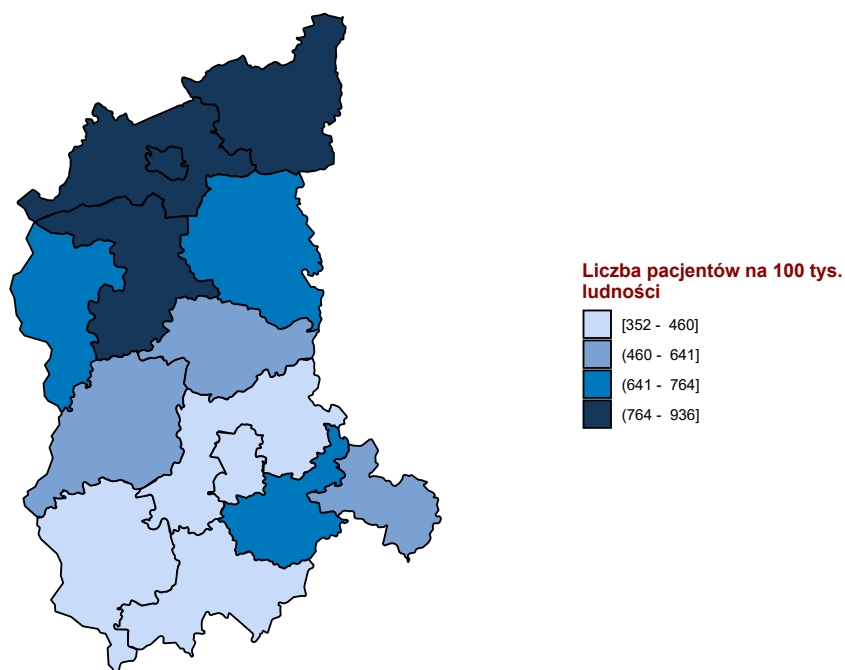 Liczba pacjentów na 100 tys.
ludności
[352 - 460]
(460 - 641]
(641 - 764]
(764 - 936]